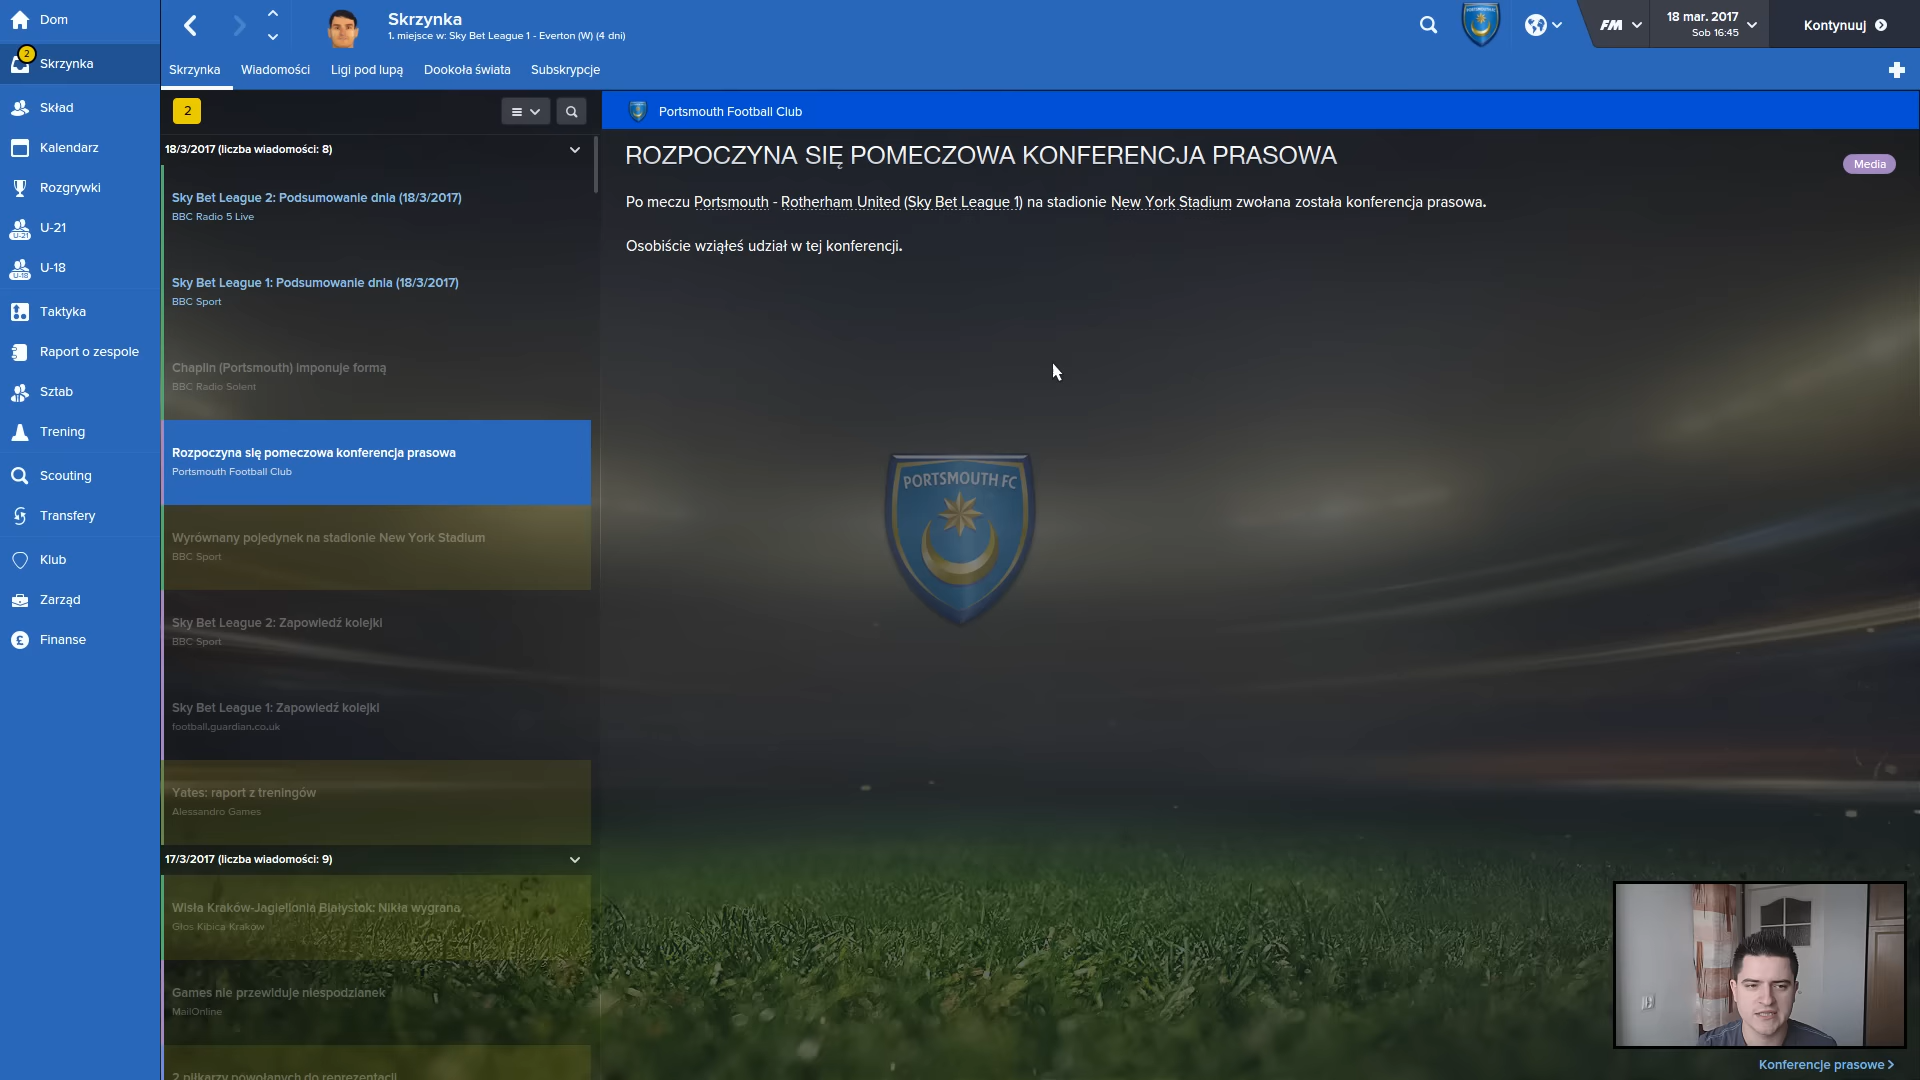 Dom
2
Skrzynka
Skład
Kalendarz
Rozgrywki
U-21
U-21
U-18
U-18
Taktyka
Raport o zespole
Sztab
Trening
Scouting
Transfery
Klub
Zarząd
Finanse
Skrzynka
1. miejsce w: Sky Bet League 1 - Everton (W) (4 dni)
FM
18 mar. 2017
Sob 16:45
Kontynuuj
Skrzynka
Wiadomości
Ligi pod lupą
Dookoła świata
Subskrypcje
2
18/3/2017 (liczba wiadomości: 8)
Sky Bet League 2: Podsumowanie dnia (18/3/2017)
BBC Radio 5 Live
Sky Bet League 1: Podsumowanie dnia (18/3/2017)
BBC Sport
Chaplin (Portsmouth) imponuje formą
BBC Radio Solent
Rozpoczyna się pomeczowa konferencja prasowa
Portsmouth Football Club
Wyrównany pojedynek na stadionie New York Stadium
BBC Sport
Sky Bet League 2: Zapowiedź kolejki
BBC Sport
Sky Bet League 1: Zapowiedź kolejki
football.guardian.co.uk
Yates: raport z treningów
Alessandro Games
17/3/2017 (liczba wiadomości: 9)
Wisła Kraków-Jagiellonia Białystok: Nikła wygrana
Głos Kibica Kraków
Games nie przewiduje niespodzianek
MailOnline
2 piłkarzy powołanych do reprezentacji
Portsmouth Football Club
ROZPOCZYNA SIĘ POMECZOWA KONFERENCJA PRASOWA
Media
Po meczu Portsmouth - Rotherham United (Sky Bet League 1) na stadionie New York Stadium zwołana została konferencja prasowa.
Osobiście wziąłeś udział w tej konferencji.
PORTSMOUTH FC
Konferencje prasowe